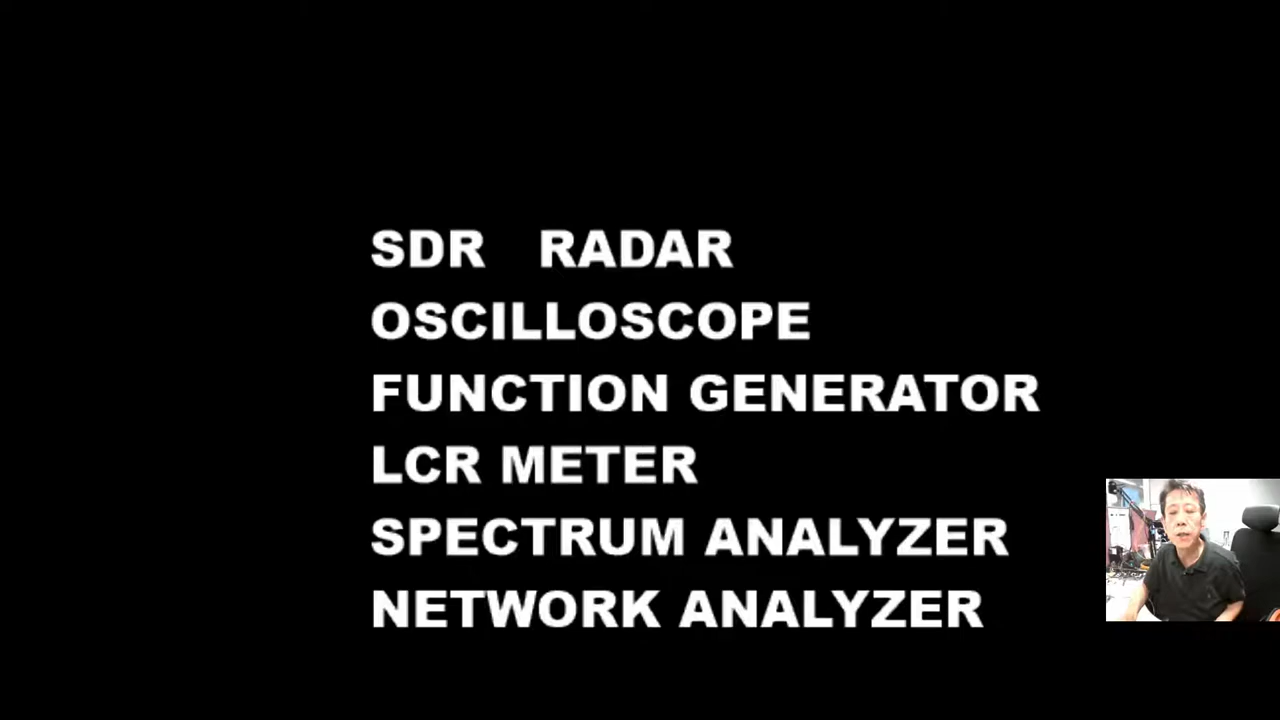 SDR RADAR
OSCILLOSCOPE
FUNCTION GENERATOR
LCR METER
SPECTRUM ANALYZER
NETWORK ANALYZER